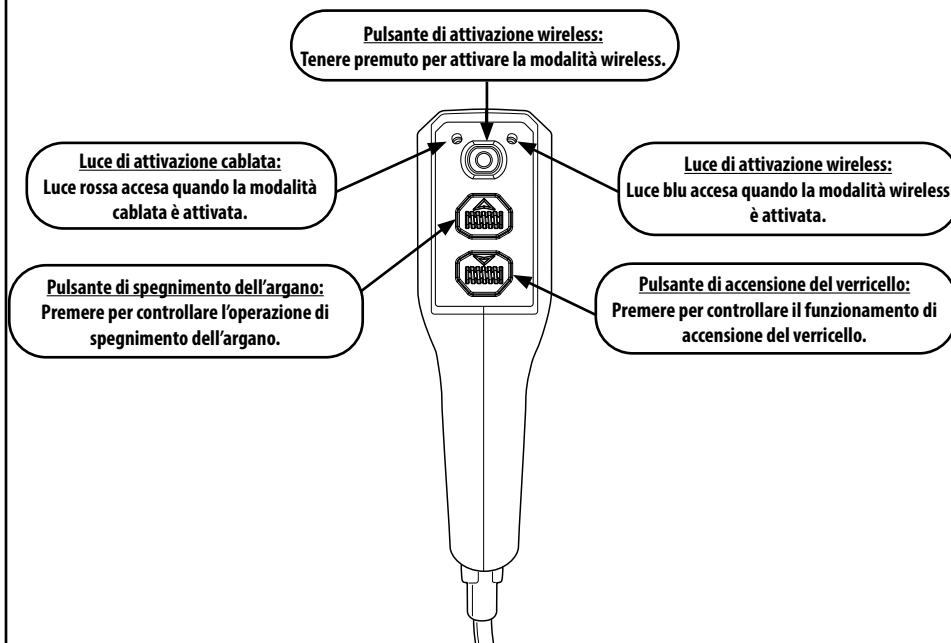 Pulsante di attivazione wireless:
Tenere premuto per attivare la modalità wireless.
Luce di attivazione cablata:
Luce rossa accesa quando la modalità
cablata è attivata.
Luce di attivazione wireless:
Luce blu accesa quando la modalità wireless
è attivata.
Pulsante di spegnimento dell’argano:
Premere per controllare l’operazione di
spegnimento dell’argano.
Pulsante di accensione del verricello:
Premere per controllare il funzionamento di
accensione del verricello.